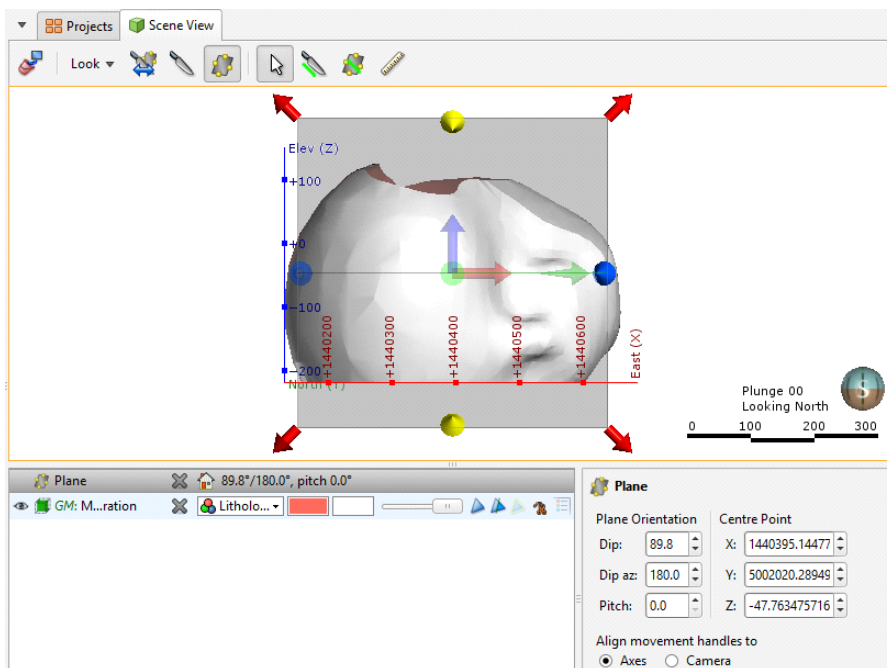 Projects
Scene View
Look
Elev (Z)
+100
+0
-100
-200
+1440200
+1440300
+1440400
+1440500
+1440600
East (X)
North (Y)
Plunge 00
Looking North
S
0 100 200 300
Plane
89.8°/180.0°, pitch 0.0°
GM: M...ration
Litholo...
Plane
Plane Orientation
Centre Point
Dip: 89.8
X: 1440395.14477
Dip az: 180.0
Y: 5002020.28949
Pitch: 0.0
Z: -47.763475716
Align movement handles to
Axes
Camera